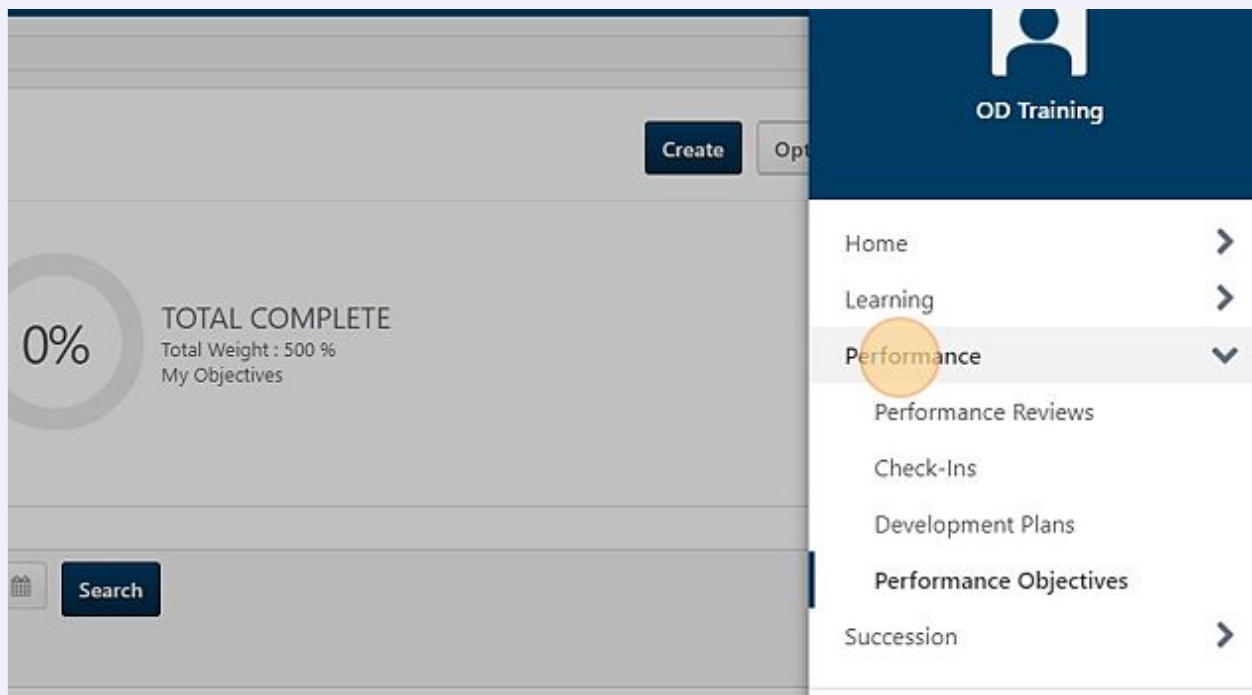 OD Training
Create
Opt
0%
TOTAL COMPLETE
Total Weight : 500 %
My Objectives
Search
Home
Learning
Performance
Performance Reviews
Check-Ins
Development Plans
Performance Objectives
Succession